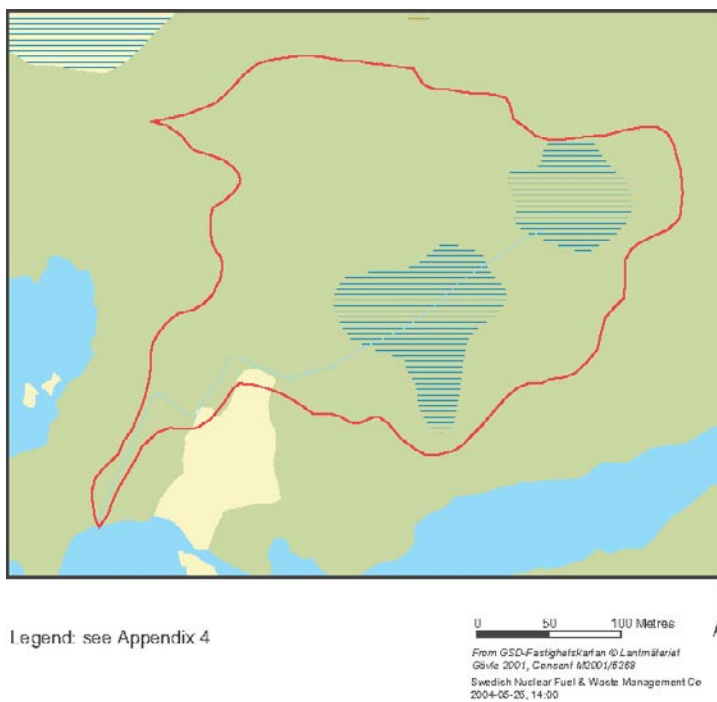 Legend: see Appendix 4
0 50 100 Metres
From GSD-Fastighetskartan © Lantmäteriet
Gävle 2001, Consent M2001/5268
Swedish Nuclear Fuel & Waste Management Co
2004-05-25, 14:00